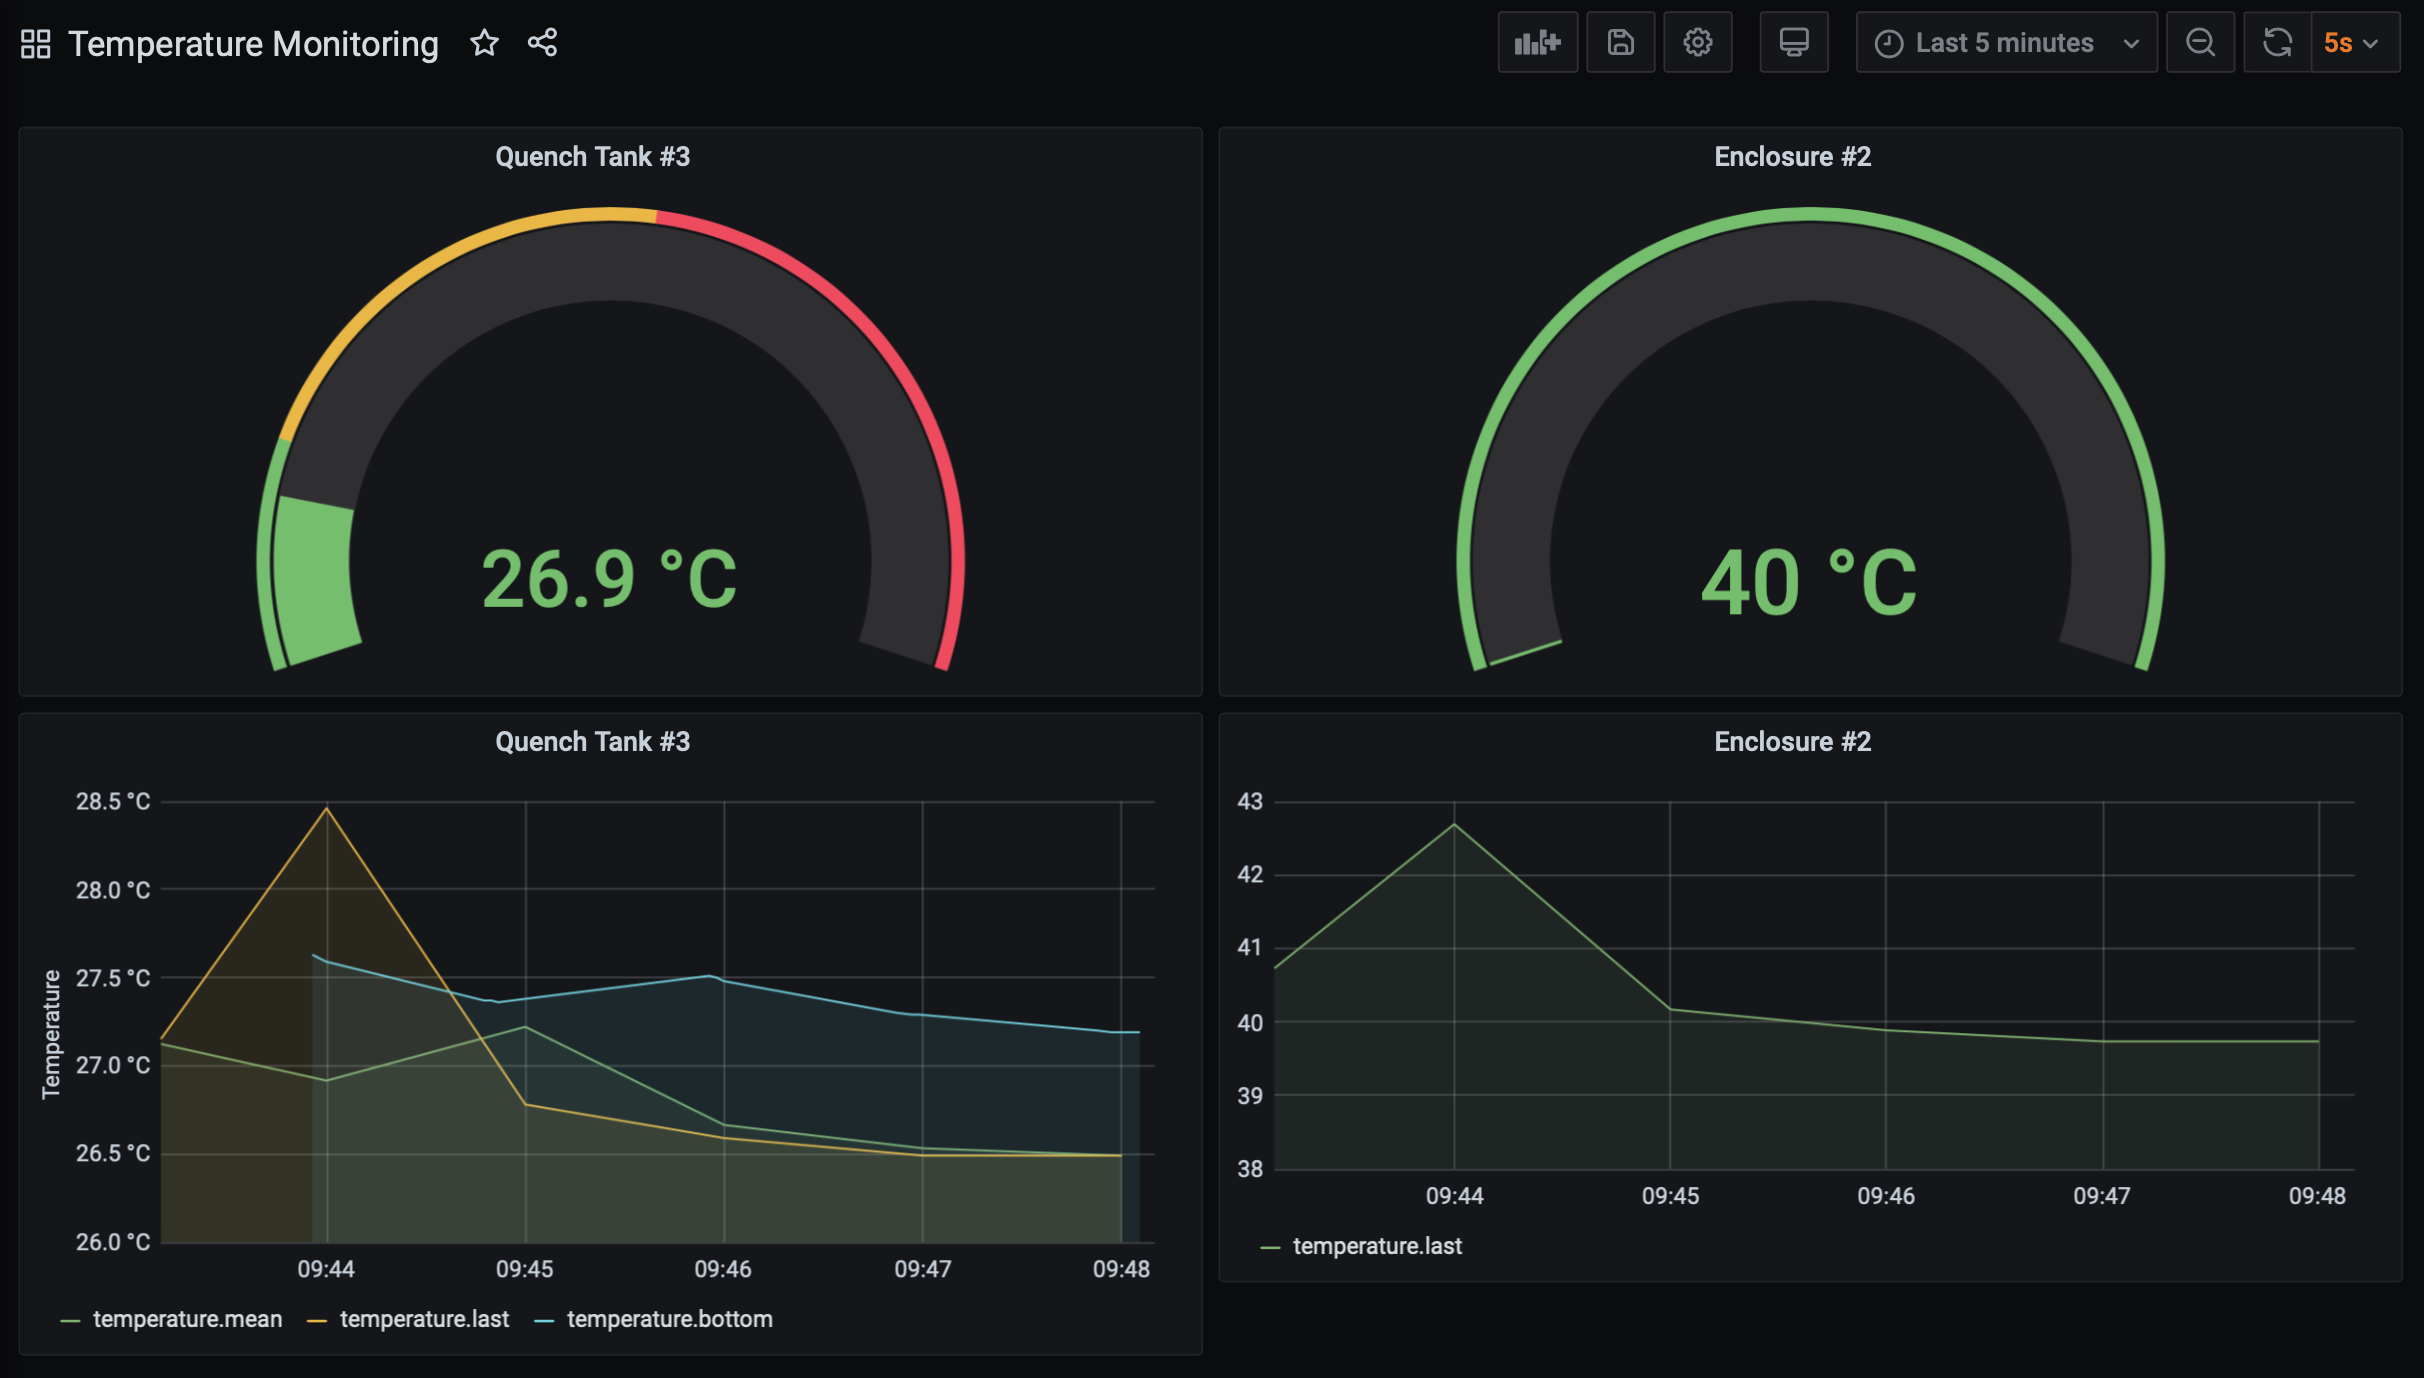 Temperature Monitoring
Last 5 minutes
5s
Quench Tank #3
26.9 °C
Enclosure #2
40 °C
Quench Tank #3
Temperature
28.5 °C
28.0 °C
27.5 °C
27.0 °C
26.5 °C
26.0 °C
09:44 09:45 09:46 09:47 09:48
temperature.mean temperature.last temperature.bottom
Enclosure #2
43
42
41
40
39
38
09:44 09:45 09:46 09:47 09:48
temperature.last